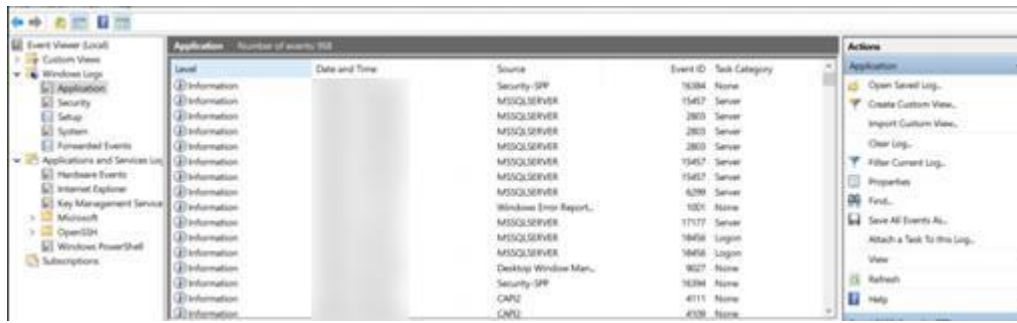 Event Viewer (Local)
Custom Views
Windows Logs
Application
Security
Setup
System
Forwarded Events
Applications and Services Log
Hardware Events
Internet Explorer
Key Management Service
Microsoft
OpenSSH
Windows PowerShell
Subscriptions
Application Number of events: 958
Level Date and Time Source Event ID Task Category
Information Security-SPP 16384 None
Information MSSQLSERVER 15457 Server
Information MSSQLSERVER 2803 Server
Information MSSQLSERVER 2803 Server
Information MSSQLSERVER 2803 Server
Information MSSQLSERVER 15457 Server
Information MSSQLSERVER 15457 Server
Information MSSQLSERVER 6299 Server
Information Windows Error Report... 1001 None
Information MSSQLSERVER 17177 Server
Information MSSQLSERVER 18456 Logon
Information MSSQLSERVER 18456 Logon
Information Desktop Window Man... 9027 None
Information Security-SPP 16394 None
Information CAPI2 4111 None
Information CAPI2 4109 None
Actions
Application
Open Saved Log...
Create Custom View...
Import Custom View...
Clear Log...
Filter Current Log...
Properties
Find...
Save All Events As...
Attach a Task To this Log...
View
Refresh
Help